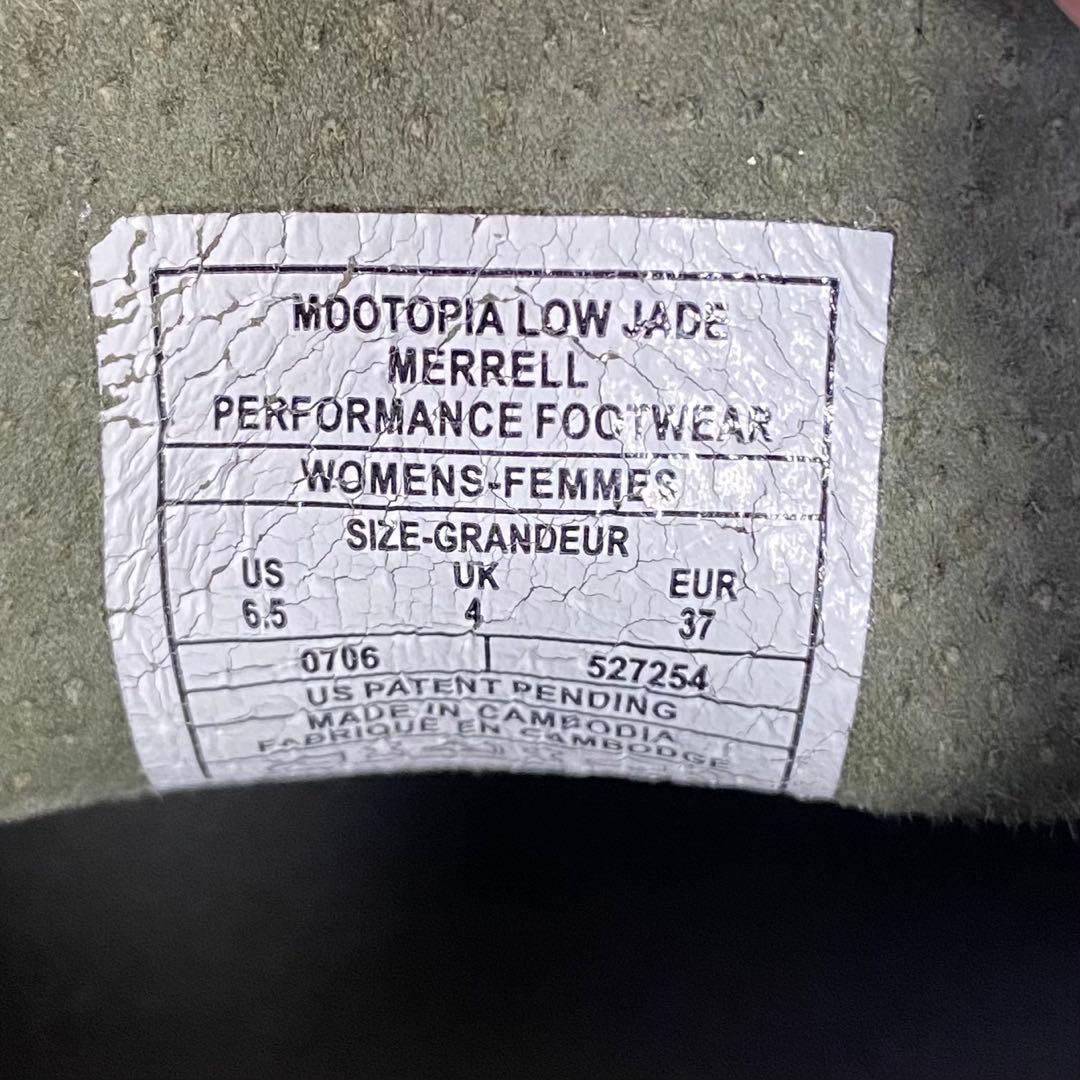 MOOTOPIA LOW JADE
MERRELL
PERFORMANCE FOOTWEAR
WOMENS-FEMMES
SIZE-GRANDEUR
US UK EUR
6.5 4 37
0706 527254
US PATENT PENDING
MADE IN CAMBODIA
FABRIQUE EN CAMBODGE